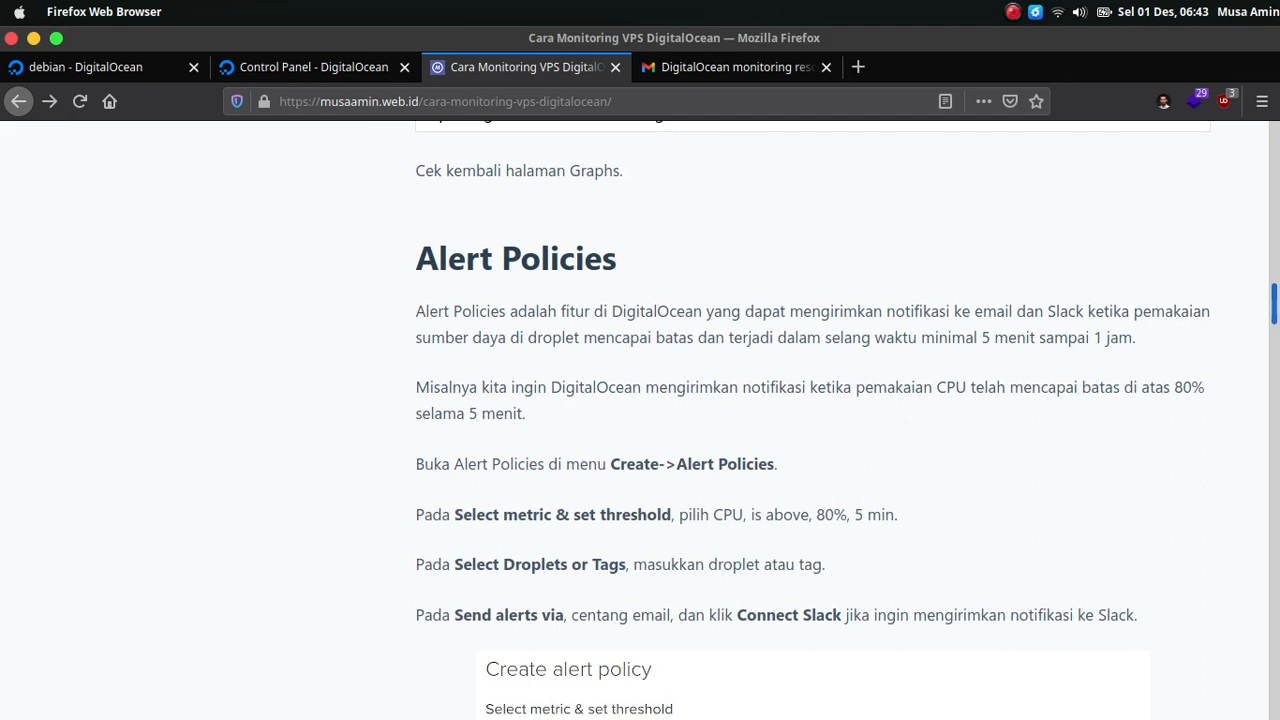 Firefox Web Browser
Sel 01 Des, 06:43 Musa Amin
Cara Monitoring VPS DigitalOcean — Mozilla Firefox
debian - DigitalOcean
Control Panel - DigitalOcean
Cara Monitoring VPS DigitalO
DigitalOcean monitoring res
https://musaamin.web.id/cara-monitoring-vps-digitalocean/
29
3
Cek kembali halaman Graphs.
Alert Policies
Alert Policies adalah fitur di DigitalOcean yang dapat mengirimkan notifikasi ke email dan Slack ketika pemakaian
sumber daya di droplet mencapai batas dan terjadi dalam selang waktu minimal 5 menit sampai 1 jam.
Misalnya kita ingin DigitalOcean mengirimkan notifikasi ketika pemakaian CPU telah mencapai batas di atas 80%
selama 5 menit.
Buka Alert Policies di menu Create->Alert Policies.
Pada Select metric & set threshold, pilih CPU, is above, 80%, 5 min.
Pada Select Droplets or Tags, masukkan droplet atau tag.
Pada Send alerts via, centang email, dan klik Connect Slack jika ingin mengirimkan notifikasi ke Slack.
Create alert policy
Select metric & set threshold